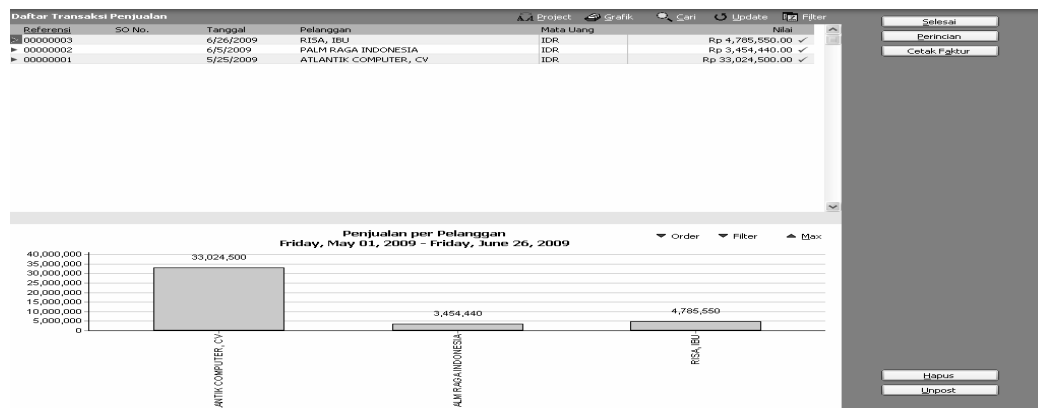 Daftar Transaksi Penjualan Project Grafik Cari Update Filter
Referensi SO No. Tanggal Pelanggan Mata Uang Nilai
00000003 6/26/2009 RISA, IBU IDR Rp 4,785,550.00
00000002 6/5/2009 PALM RAGA INDONESIA IDR Rp 3,454,440.00
00000001 5/25/2009 ATLANTIK COMPUTER, CV IDR Rp 33,024,500.00
Selesai
Perincian
Cetak Faktur
Penjualan per Pelanggan
Friday, May 01, 2009 - Friday, June 26, 2009
Order Filter Max
40,000,000
35,000,000
30,000,000
25,000,000
20,000,000
15,000,000
10,000,000
5,000,000
0
33,024,500
3,454,440
4,785,550
ANTIK COMPUTER, CV
ALM RAGA INDONESIA
RISA, IBU
Hapus
Unpost